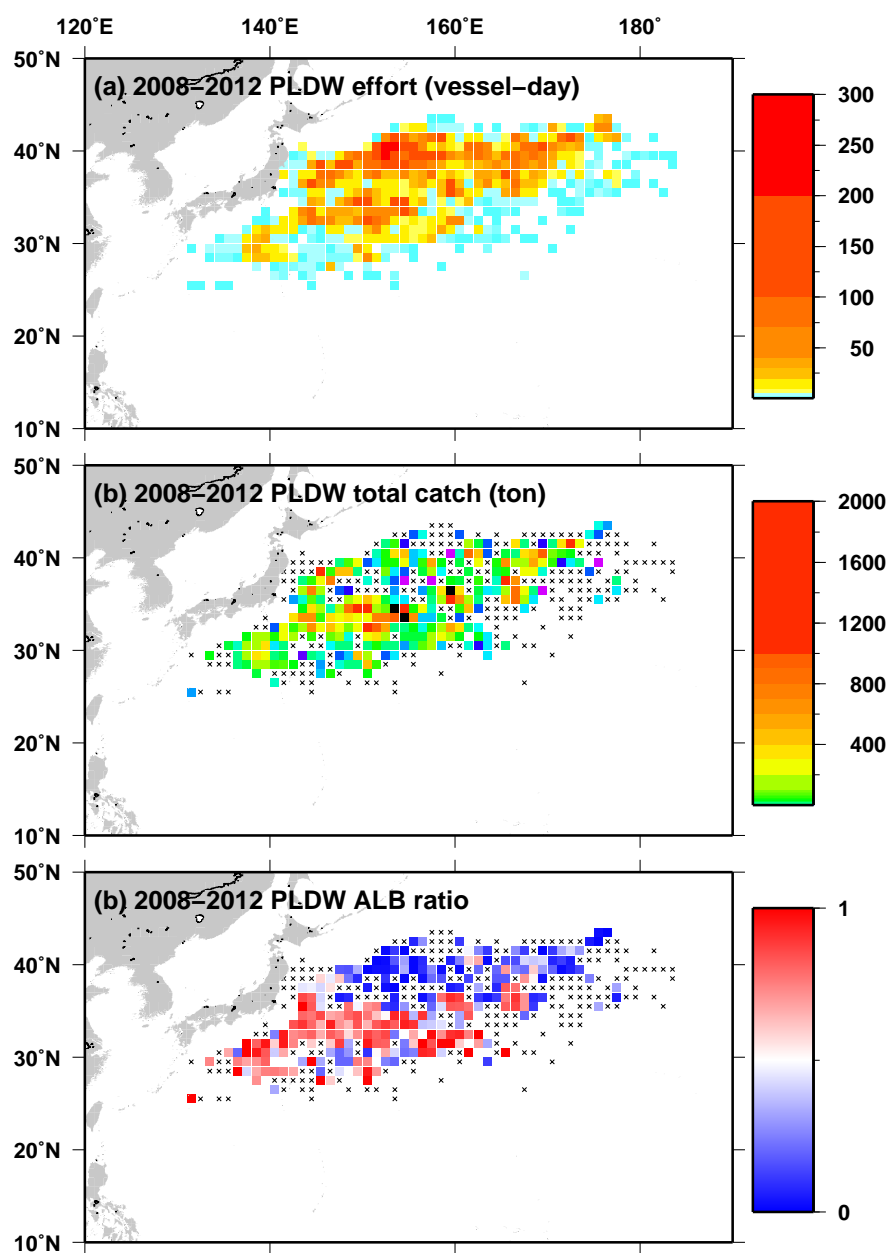 120˚E 140˚E 160˚E 180˚
50˚N
(a) 2008−2012 PLDW effort (vessel−day)
300
250
40˚N
200
150
30˚N
100
20˚N
50
10˚N
50˚N
(b) 2008−2012 PLDW total catch (ton)
2000
40˚N
1600
1200
30˚N
800
20˚N
400
10˚N
50˚N
(b) 2008−2012 PLDW ALB ratio
1
40˚N
30˚N
20˚N
0
10˚N